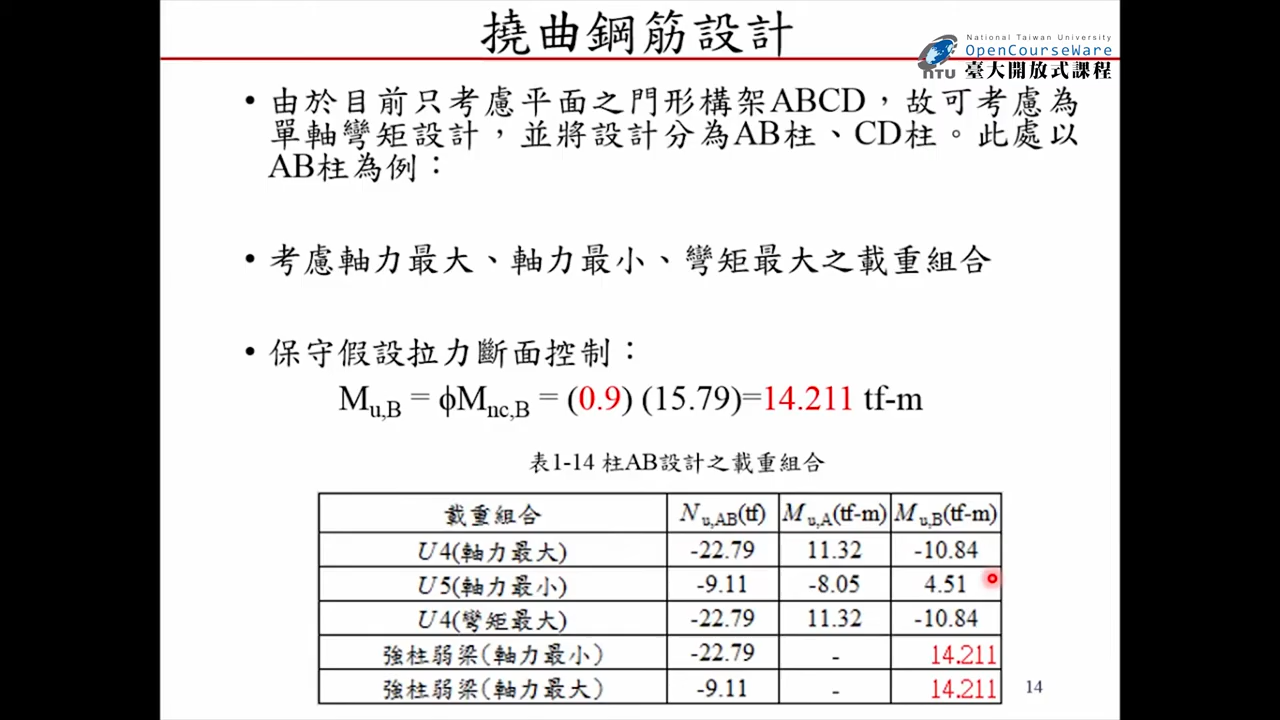 撓曲鋼筋設計
National Taiwan University
OpenCourseWare
NTU 臺大開放式課程
• 由於目前只考慮平面之門形構架ABCD，故可考慮為
單軸彎矩設計，並將設計分為AB柱、CD柱。此處以
AB柱為例：
• 考慮軸力最大、軸力最小、彎矩最大之載重組合
• 保守假設拉力斷面控制：
Mu,B = ϕMnc,B = (0.9) (15.79)=14.211 tf-m
表1-14 柱AB設計之載重組合
載重組合 Nu,AB(tf) Mu,A(tf-m) Mu,B(tf-m)
U4(軸力最大) -22.79 11.32 -10.84
U5(軸力最小) -9.11 -8.05 4.51
U4(彎矩最大) -22.79 11.32 -10.84
強柱弱梁(軸力最小) -22.79 - 14.211
強柱弱梁(軸力最大) -9.11 - 14.211
14